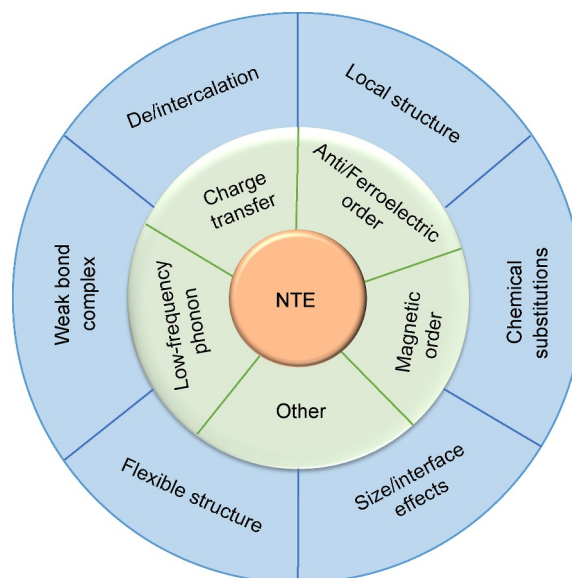 De/intercalation
Local structure
Charge
transfer
Anti/Ferroelectric
order
Weak bond
complex
Low-frequency
phonon
NTE
Magnetic
order
Chemical
substitutions
Other
Flexible structure
Size/interface
effects